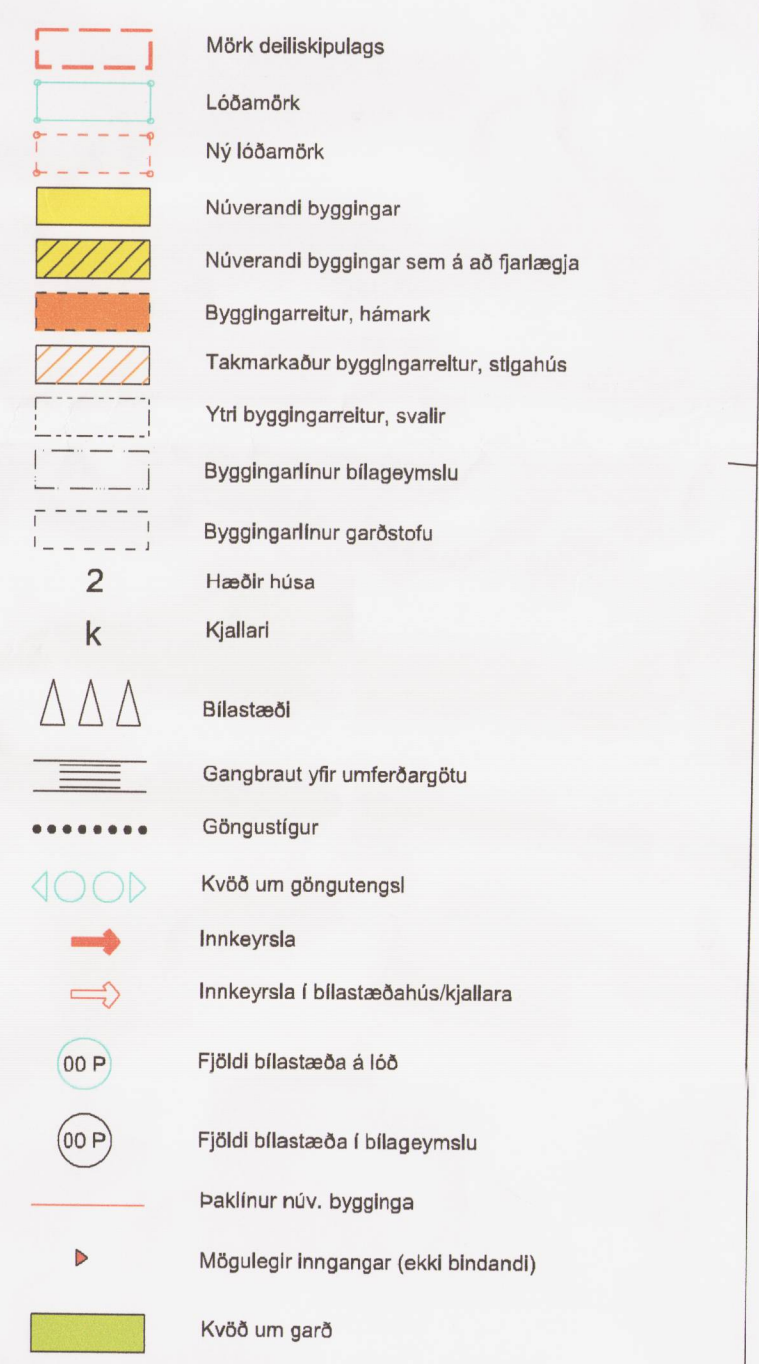 Mörk deiliskipulags
Lóðamörk
Ný lóðamörk
Núverandi byggingar
Núverandi byggingar sem á að fjarlægja
Byggingarreitur, hámark
Takmarkaður byggingarreitur, stigahús
Ytri byggingarreitur, svalir
Byggingarlínur bílageymslu
Byggingarlínur garðstofu
2 Hæðir húsa
k Kjallari
Bílastæði
Gangbraut yfir umferðargötu
Göngustígur
Kvöð um göngutengsl
Innkeyrsla
Innkeyrsla í bílastæðahús/kjallara
00 P Fjöldi bílastæða á lóð
00 P Fjöldi bílastæða í bílageymslu
Þaklínur núv. bygginga
Mögulegir inngangar (ekki bindandi)
Kvöð um garð